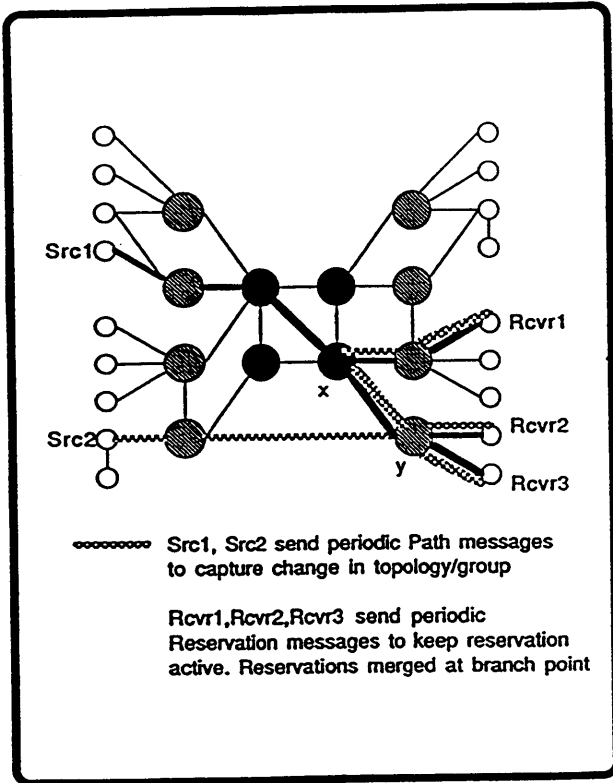 Src1
Rcvr1
x
Rcvr2
Src2
y
Rcvr3
Src1, Src2 send periodic Path messages
to capture change in topology/group
Rcvr1,Rcvr2,Rcvr3 send periodic
Reservation messages to keep reservation
active. Reservations merged at branch point